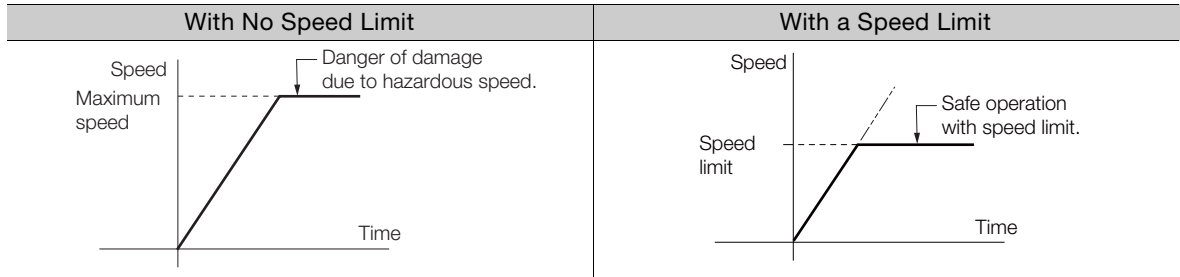 With No Speed Limit
With a Speed Limit
Speed
Maximum
speed
Danger of damage
due to hazardous speed.
Time
Speed
Speed
limit
Safe operation
with speed limit.
Time